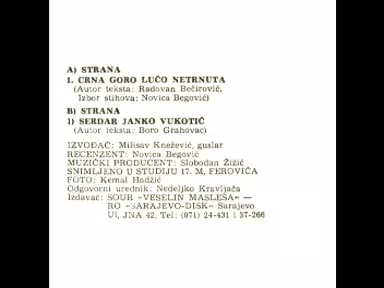 A) STRANA
1. CRNA GORO LUČO NETRNUTA
(Autor teksta: Radovan Bečirović,
Izbor stihova: Novica Begović)
B) STRANA
1) SERDAR JANKO VUKOTIĆ
(Autor teksta: Boro Grahovac)
IZVOĐAČ: Milisav Knežević, guslar
RECENZENT: Novica Begović
MUZIČKI PRODUCENT: Slobodan Žižić
SNIMLJENO U STUDIJU 17. M, FEROVIĆA
FOTO: Kemal Hadžić
Odgovorni urednik: Nedeljko Kravljača
Izdavač: SOUR »VESELIN MASLEŠA« —
RO »SARAJEVO-DISK« Sarajevo
Ul, JNA 42, Tel: (071) 24-431 i 37-266